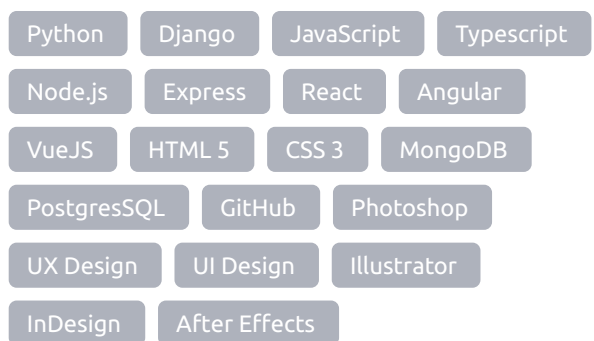 Python Django JavaScript Typescript
Node.js Express React Angular
VueJS HTML 5 CSS 3 MongoDB
PostgresSQL GitHub Photoshop
UX Design UI Design Illustrator
InDesign After Effects